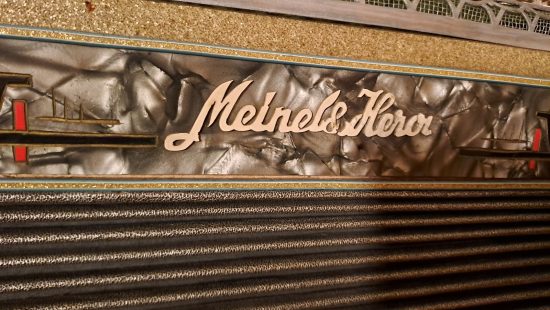 Meinel & Herold